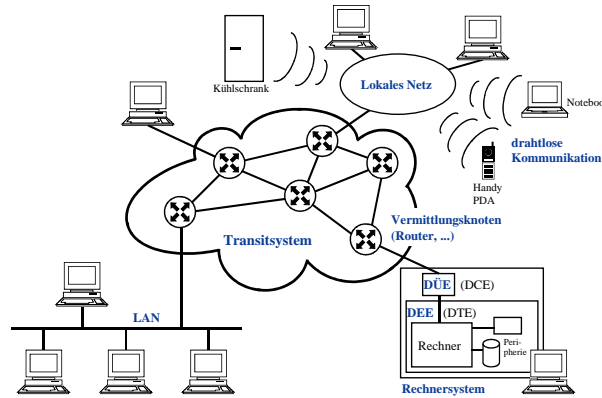 Kühlschrank
Lokales Netz
drahtlose
Kommunikation
Handy
PDA
Transitsystem
Vermittlungsknoten
(Router, ...)
LAN
DÜE (DCE)
DEE (DTE)
Rechner
Peri-
pherie
Rechnersystem